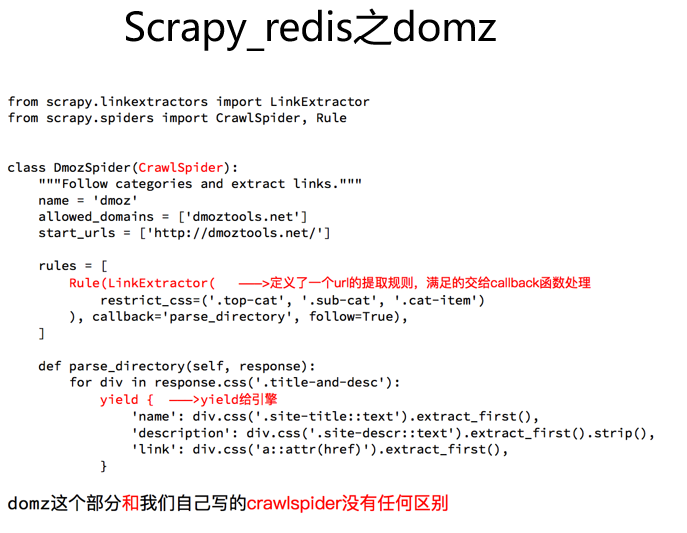 Scrapy_redis之domz
from scrapy.linkextractors import LinkExtractor
from scrapy.spiders import CrawlSpider, Rule
class DmozSpider(CrawlSpider):
    """Follow categories and extract links."""
    name = 'dmoz'
    allowed_domains = ['dmoztools.net']
    start_urls = ['http://dmoztools.net/']
    rules = [
        Rule(LinkExtractor(   --->定义了一个url的提取规则，满足的交给callback函数处理
            restrict_css=('.top-cat', '.sub-cat', '.cat-item')
        ), callback='parse_directory', follow=True),
    ]
    def parse_directory(self, response):
        for div in response.css('.title-and-desc'):
            yield {  --->yield给引擎
                'name': div.css('.site-title::text').extract_first(),
                'description': div.css('.site-descr::text').extract_first().strip(),
                'link': div.css('a::attr(href)').extract_first(),
            }
domz这个部分和我们自己写的crawlspider没有任何区别